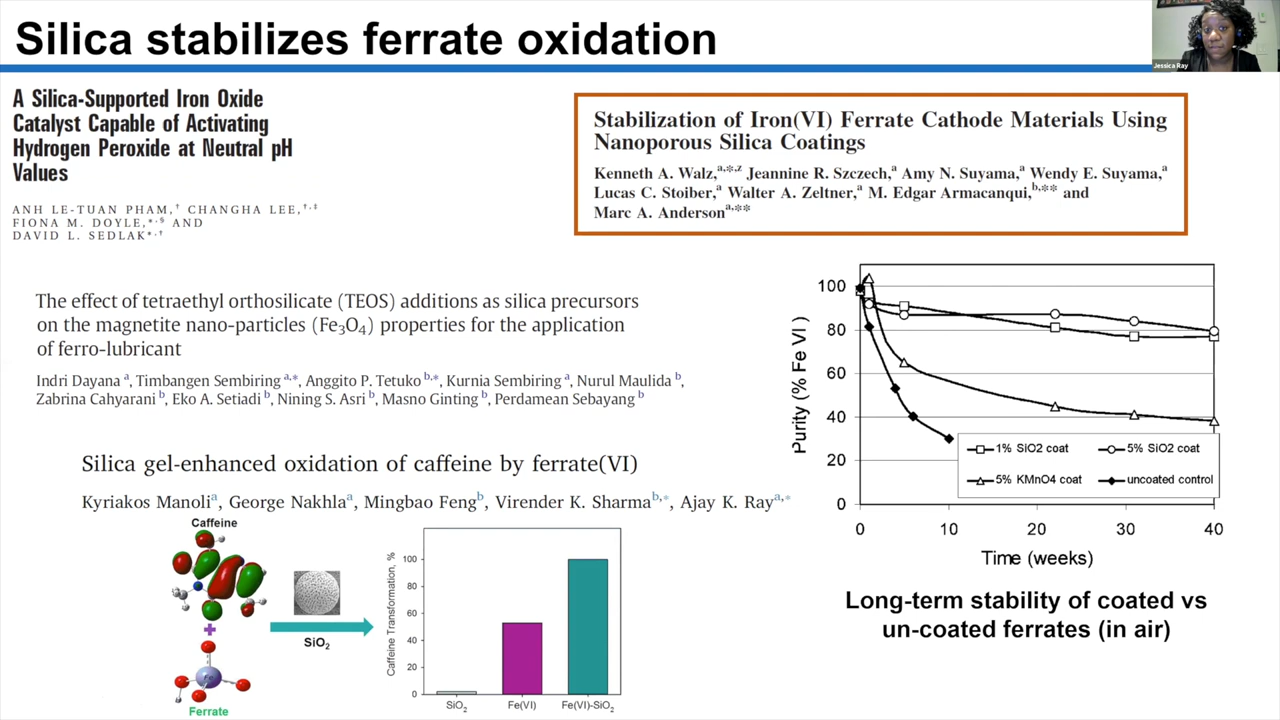 Silica stabilizes ferrate oxidation
Jessica Ray
A Silica-Supported Iron Oxide
Catalyst Capable of Activating
Hydrogen Peroxide at Neutral pH
Values
ANH LE-TUAN PHAM,† CHANGHA LEE,†,‡
FIONA M. DOYLE,*,§ AND
DAVID L. SEDLAK*,†
Stabilization of Iron(VI) Ferrate Cathode Materials Using
Nanoporous Silica Coatings
Kenneth A. Walz,a,*,z Jeannine R. Szczech,a Amy N. Suyama,a Wendy E. Suyama,a
Lucas C. Stoiber,a Walter A. Zeltner,a M. Edgar Armacanqui,b,** and
Marc A. Andersona,**
The effect of tetraethyl orthosilicate (TEOS) additions as silica precursors
on the magnetite nano-particles (Fe3O4) properties for the application
of ferro-lubricant
Indri Dayana a, Timbangen Sembiring a,*, Anggito P. Tetuko b,*, Kurnia Sembiring a, Nurul Maulida b,
Zabrina Cahyarani b, Eko A. Setiadi b, Nining S. Asri b, Masno Ginting b, Perdamean Sebayang b
Silica gel-enhanced oxidation of caffeine by ferrate(VI)
Kyriakos Manolia, George Nakhlaa, Mingbao Fengb, Virender K. Sharmab,*, Ajay K. Raya,*
Caffeine
+
SiO2
Ferrate
Caffeine Transformation, %
100
80
60
40
20
0
SiO2
Fe(VI)
Fe(VI)-SiO2
Purity (% Fe VI )
100
80
60
40
20
0
1% SiO2 coat
5% SiO2 coat
5% KMnO4 coat
uncoated control
0
10
20
30
40
Time (weeks)
Long-term stability of coated vs
un-coated ferrates (in air)